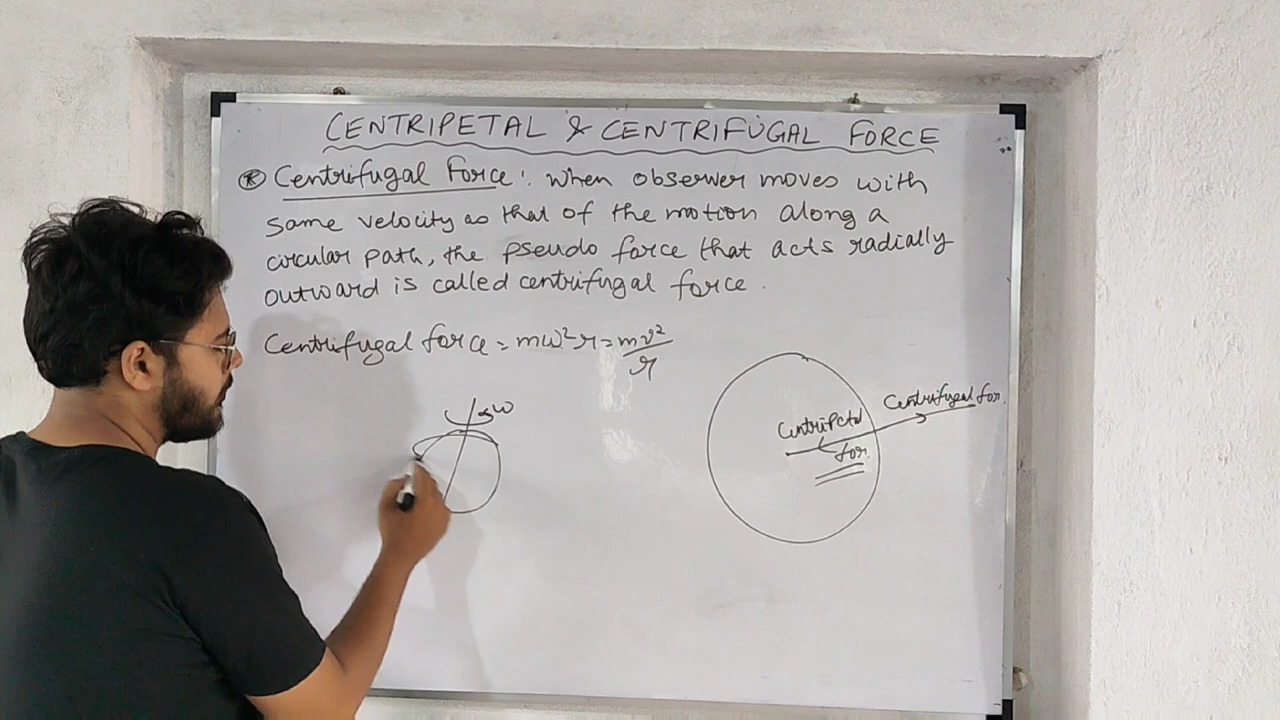 CENTRIPETAL & CENTRIFUGAL FORCE
Centrifugal Force: When observer moves with
same velocity as that of the motion along a
circular path, the pseudo force that acts radially
outward is called centrifugal force.
Centrifugal force = mω²r = mv²/r
ω
Centripetal
for.
Centrifugal for.